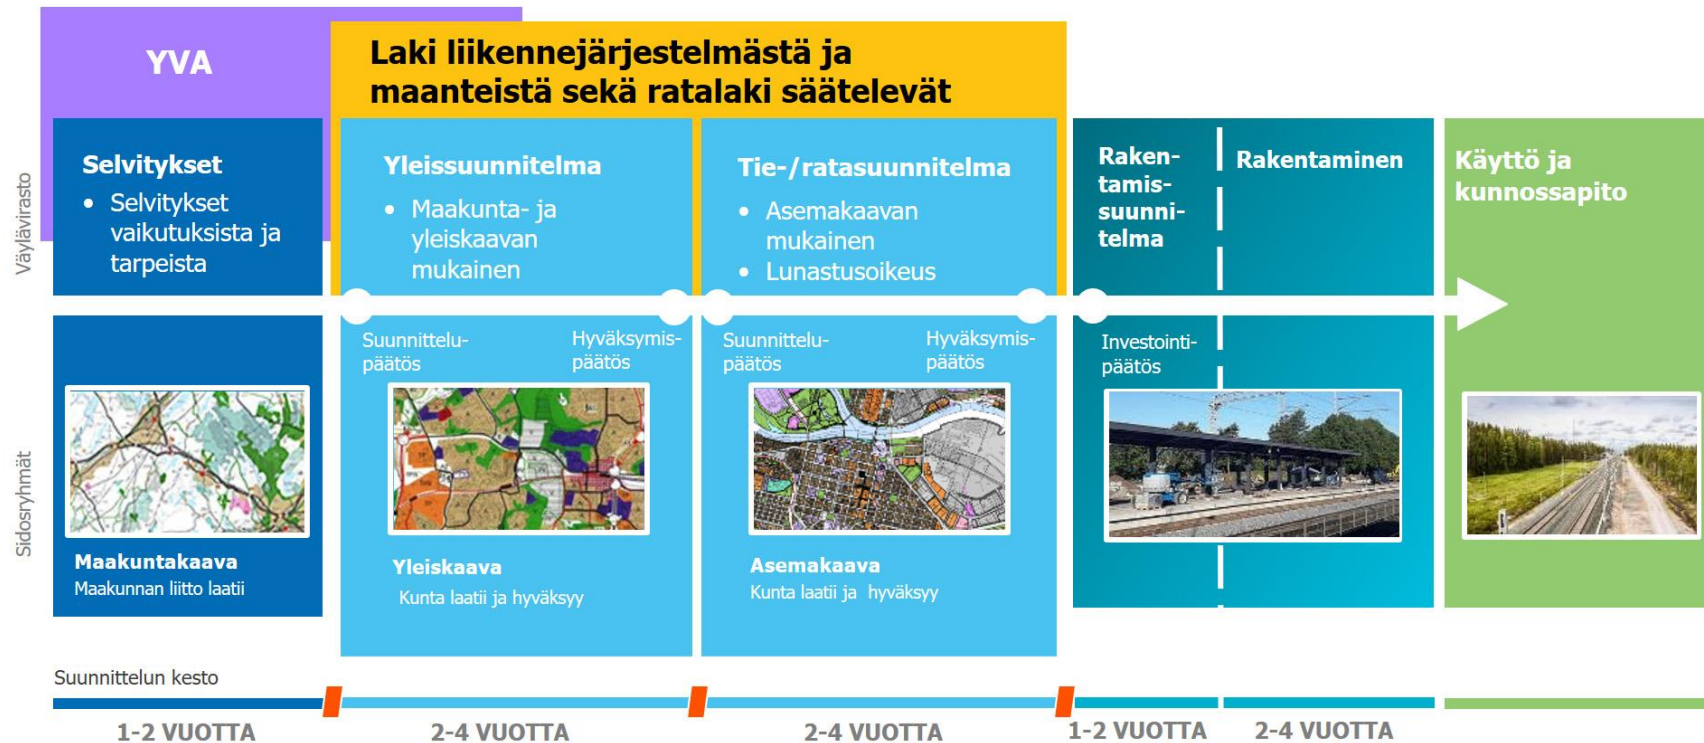 YVA
Laki liikennejärjestelmästä ja
maanteistä sekä ratalaki säätelevät
Väylävirasto
Selvitykset
• Selvitykset
vaikutuksista ja
tarpeista
Yleissuunnitelma
• Maakunta- ja
yleiskaavan
mukainen
Tie-/ratasuunnitelma
• Asemakaavan
mukainen
• Lunastusoikeus
Raken-
tamis-
suunni-
telma
Rakentaminen
Käyttö ja
kunnossapito
Sidosryhmät
Suunnittelu-
päätös
Hyväksymis-
päätös
Suunnittelu-
päätös
Hyväksymis-
päätös
Investointi-
päätös
Maakuntakaava
Maakunnan liitto laatii
Yleiskaava
Kunta laatii ja hyväksyy
Asemakaava
Kunta laatii ja hyväksyy
Suunnittelun kesto
1-2 VUOTTA
2-4 VUOTTA
2-4 VUOTTA
1-2 VUOTTA
2-4 VUOTTA